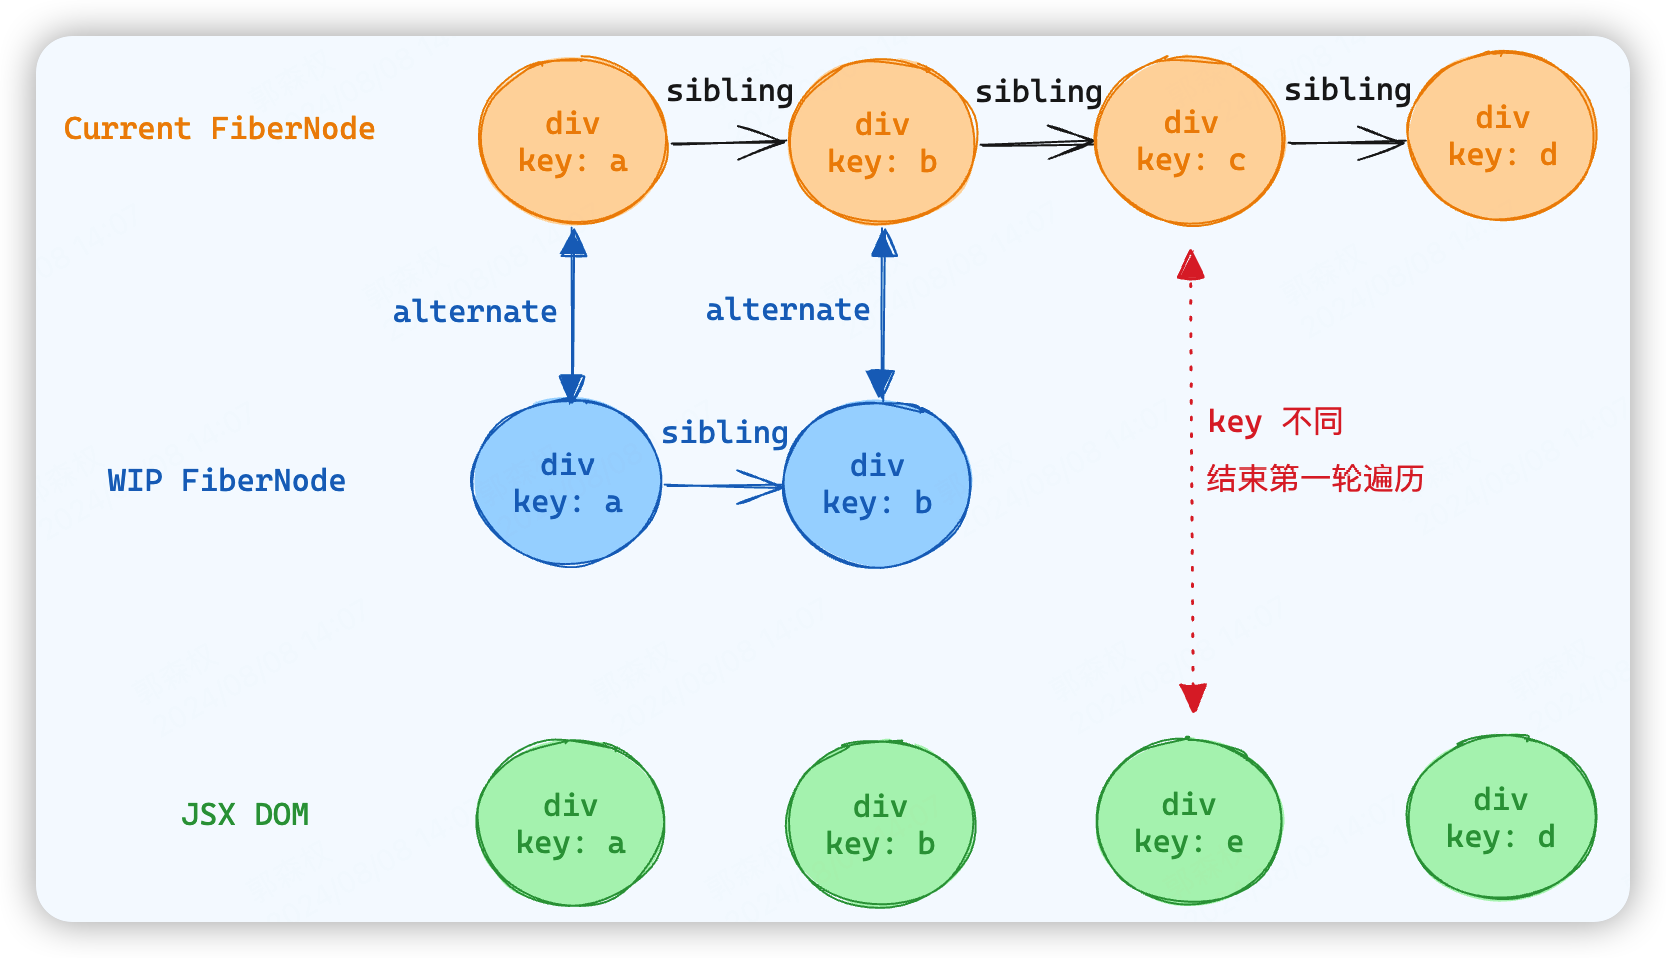 sibling
sibling
sibling
Current FiberNode
div
key: a
div
key: b
div
key: c
div
key: d
alternate
alternate
key 不同
结束第一轮遍历
sibling
WIP FiberNode
div
key: a
div
key: b
JSX DOM
div
key: a
div
key: b
div
key: e
div
key: d